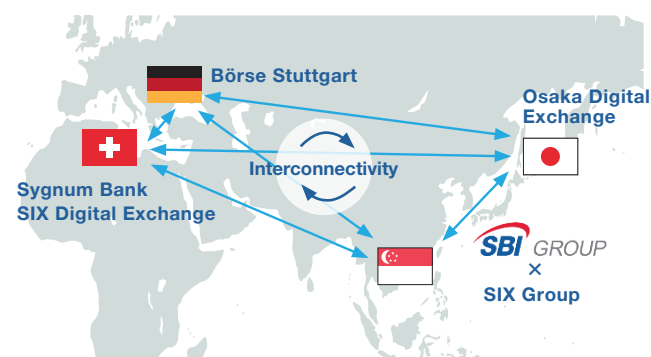 Börse Stuttgart
Osaka Digital
Exchange
Interconnectivity
Sygnum Bank
SIX Digital Exchange
SBI GROUP
×
SIX Group